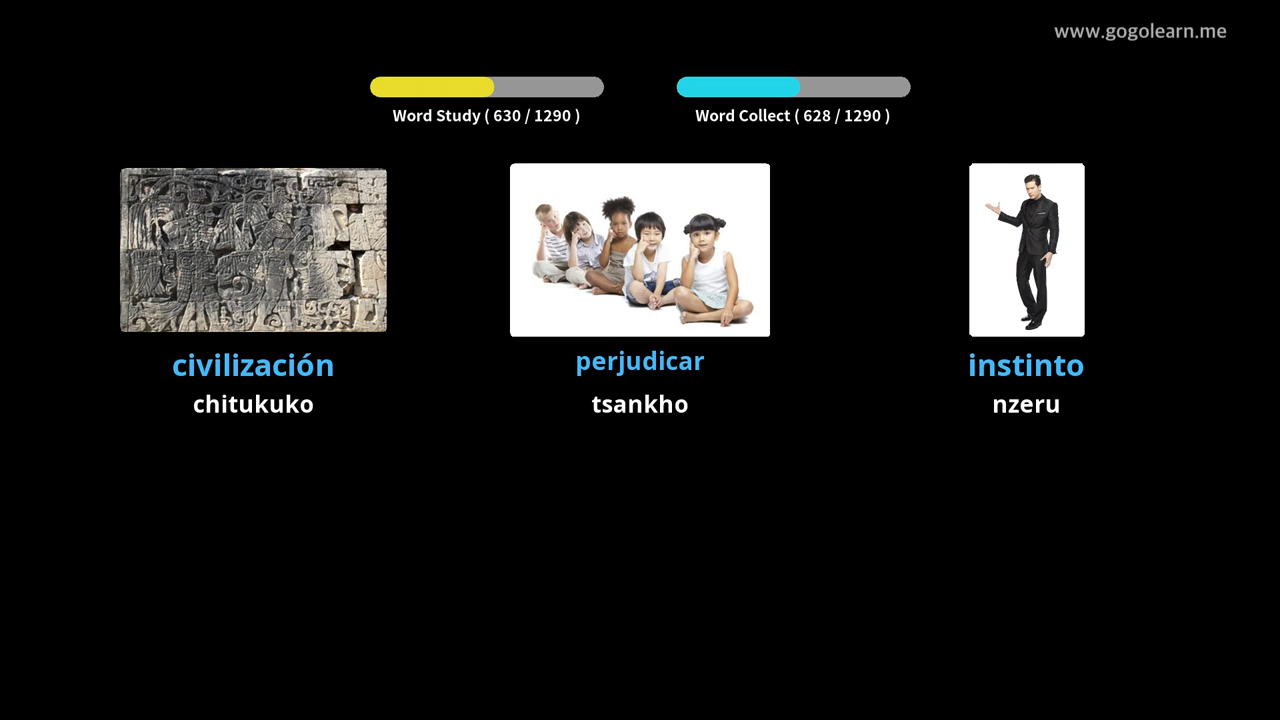 www.gogolearn.me
Word Study ( 630 / 1290 )
Word Collect ( 628 / 1290 )
civilización
chitukuko
perjudicar
tsankho
instinto
nzeru